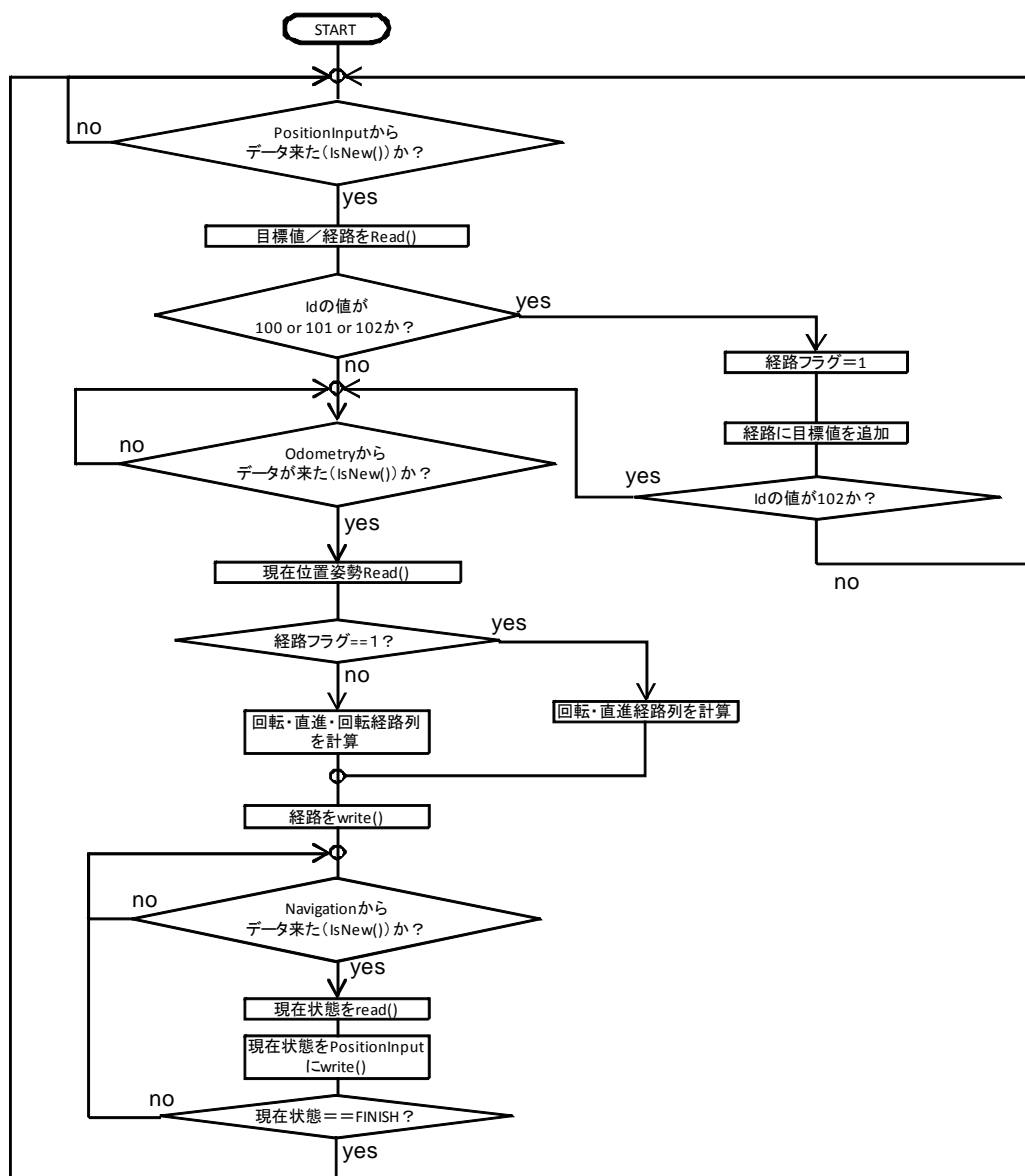 START
no
PositionInputから
データ来た（IsNew()）か？
yes
目標値／経路をRead()
Idの値が
100 or 101 or 102か？
yes
no
経路フラグ＝1
経路に目標値を追加
no
Odometryから
データが来た（IsNew()）か？
yes
Idの値が102か？
yes
no
現在位置姿勢Read()
経路フラグ==1？
yes
no
回転・直進・回転経路列
を計算
回転・直進経路列を計算
経路をwrite()
no
Navigationから
データ来た（IsNew()）か？
yes
現在状態をread()
現在状態をPositionInput
にwrite()
no
現在状態＝＝FINISH？
yes